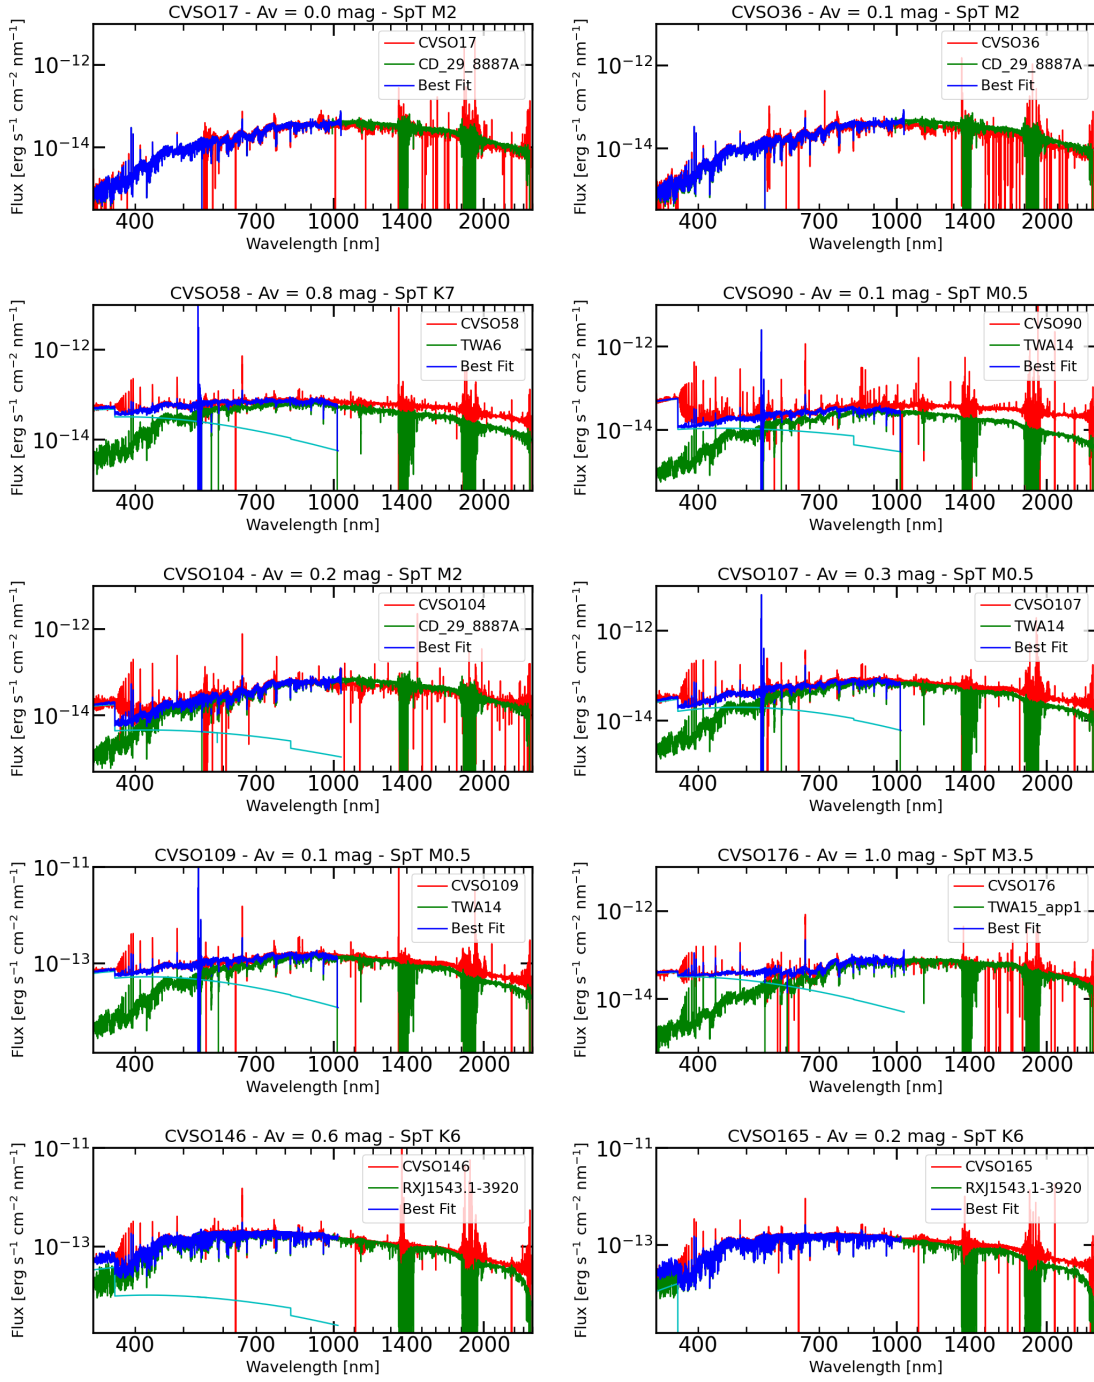 CVSO17 - Av = 0.0 mag - SpT M2
CVSO17
CD_29_8887A
Best Fit
10⁻¹²
10⁻¹⁴
Flux [erg s⁻¹ cm⁻² nm⁻¹]
400 700 1000 1400 2000
Wavelength [nm]
CVSO36 - Av = 0.1 mag - SpT M2
CVSO36
CD_29_8887A
Best Fit
10⁻¹²
10⁻¹⁴
Flux [erg s⁻¹ cm⁻² nm⁻¹]
400 700 1000 1400 2000
Wavelength [nm]
CVSO58 - Av = 0.8 mag - SpT K7
CVSO58
TWA6
Best Fit
10⁻¹²
10⁻¹⁴
Flux [erg s⁻¹ cm⁻² nm⁻¹]
400 700 1000 1400 2000
Wavelength [nm]
CVSO90 - Av = 0.1 mag - SpT M0.5
CVSO90
TWA14
Best Fit
10⁻¹²
10⁻¹⁴
Flux [erg s⁻¹ cm⁻² nm⁻¹]
400 700 1000 1400 2000
Wavelength [nm]
CVSO104 - Av = 0.2 mag - SpT M2
CVSO104
CD_29_8887A
Best Fit
10⁻¹²
10⁻¹⁴
Flux [erg s⁻¹ cm⁻² nm⁻¹]
400 700 1000 1400 2000
Wavelength [nm]
CVSO107 - Av = 0.3 mag - SpT M0.5
CVSO107
TWA14
Best Fit
10⁻¹²
10⁻¹⁴
Flux [erg s⁻¹ cm⁻² nm⁻¹]
400 700 1000 1400 2000
Wavelength [nm]
CVSO109 - Av = 0.1 mag - SpT M0.5
CVSO109
TWA14
Best Fit
10⁻¹¹
10⁻¹³
Flux [erg s⁻¹ cm⁻² nm⁻¹]
400 700 1000 1400 2000
Wavelength [nm]
CVSO176 - Av = 1.0 mag - SpT M3.5
CVSO176
TWA15_app1
Best Fit
10⁻¹²
10⁻¹⁴
Flux [erg s⁻¹ cm⁻² nm⁻¹]
400 700 1000 1400 2000
Wavelength [nm]
CVSO146 - Av = 0.6 mag - SpT K6
CVSO146
RXJ1543.1-3920
Best Fit
10⁻¹¹
10⁻¹³
Flux [erg s⁻¹ cm⁻² nm⁻¹]
400 700 1000 1400 2000
Wavelength [nm]
CVSO165 - Av = 0.2 mag - SpT K6
CVSO165
RXJ1543.1-3920
Best Fit
10⁻¹¹
10⁻¹³
Flux [erg s⁻¹ cm⁻² nm⁻¹]
400 700 1000 1400 2000
Wavelength [nm]